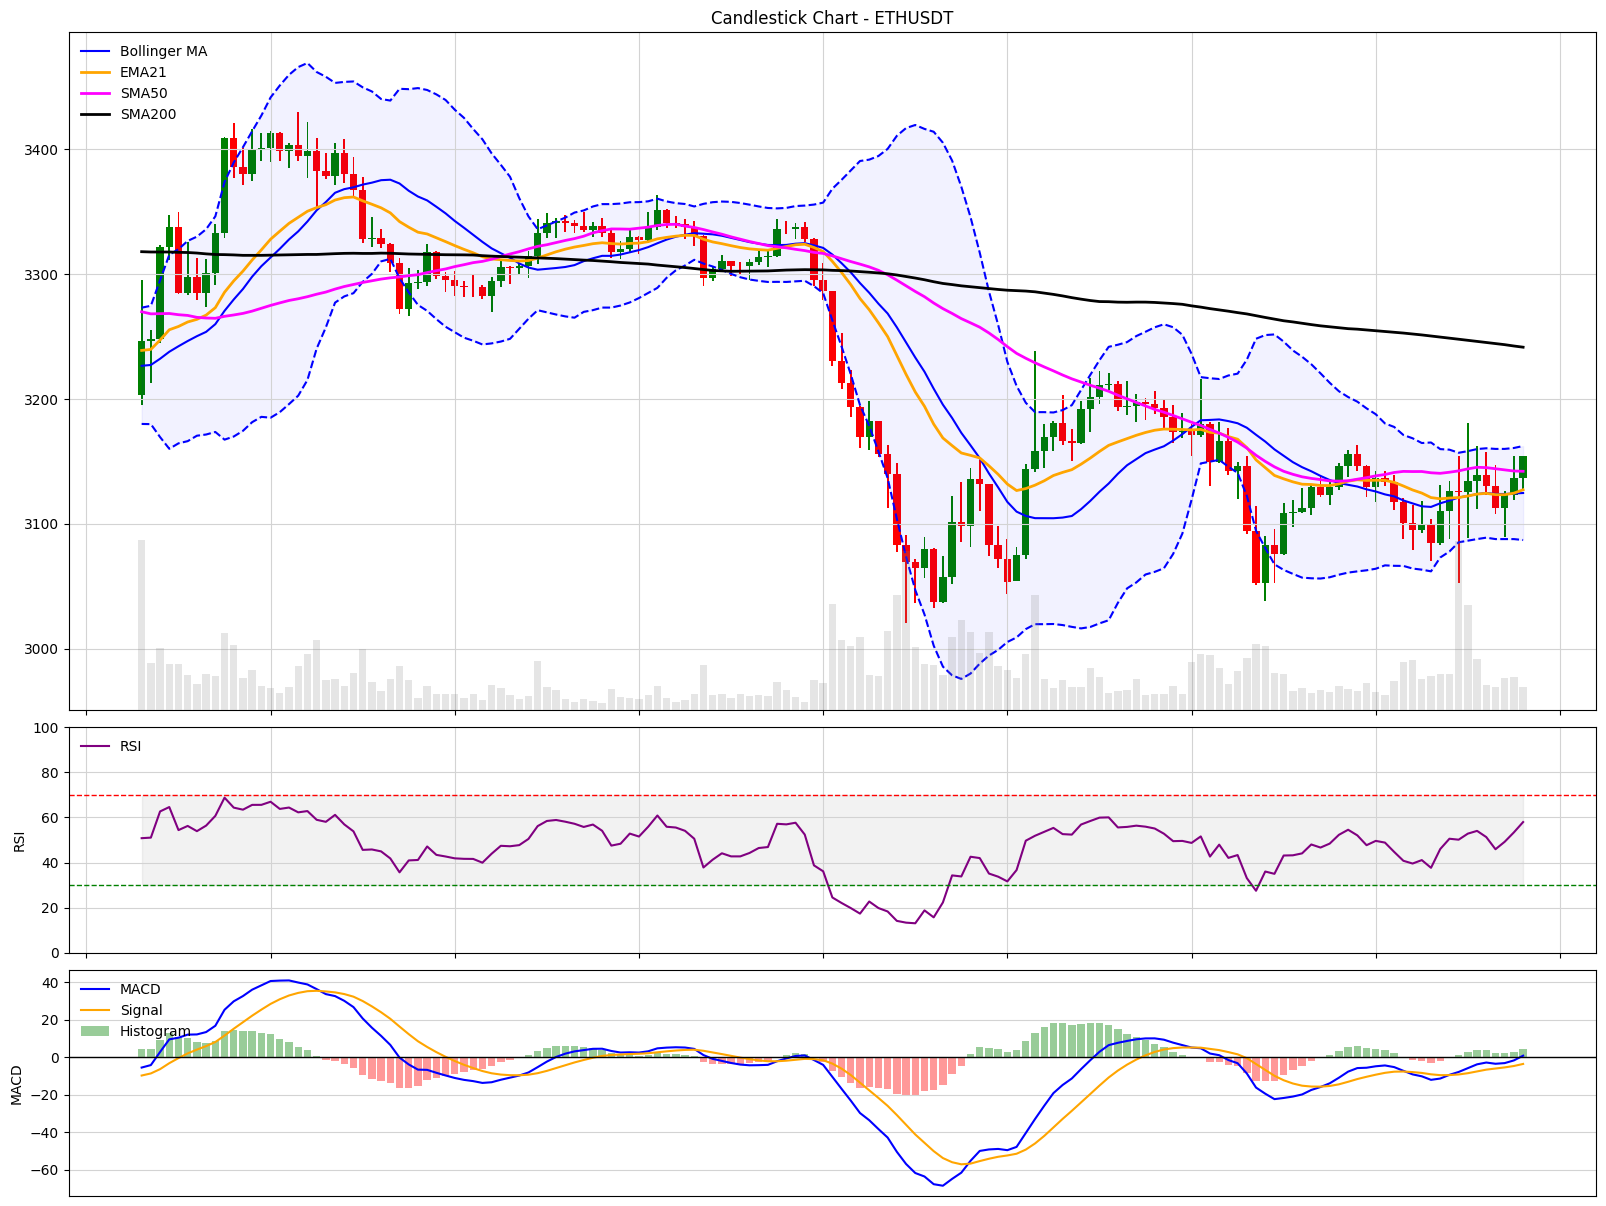 Candlestick Chart - ETHUSDT
Bollinger MA
EMA21
SMA50
SMA200
3400
3300
3200
3100
3000
100
80
60
40
20
0
RSI
RSI
40
20
0
−20
−40
−60
MACD
MACD
Signal
Histogram